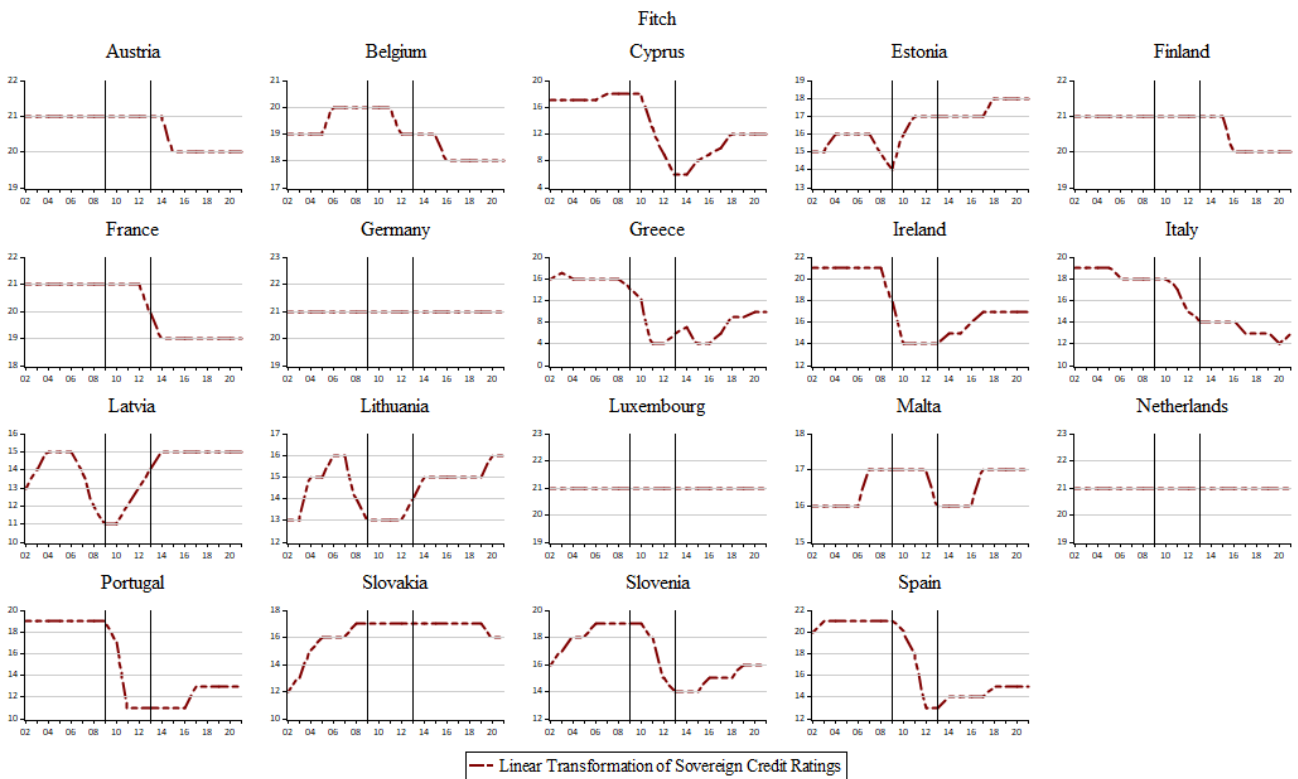 Fitch
Austria
22
21
20
19
02 04 06 08 10 12 14 16 18 20
Belgium
21
20
19
18
17
02 04 06 08 10 12 14 16 18 20
Cyprus
20
16
12
8
4
02 04 06 08 10 12 14 16 18 20
Estonia
19
18
17
16
15
14
13
02 04 06 08 10 12 14 16 18 20
Finland
22
21
20
19
02 04 06 08 10 12 14 16 18 20
France
22
21
20
19
18
02 04 06 08 10 12 14 16 18 20
Germany
23
22
21
20
19
02 04 06 08 10 12 14 16 18 20
Greece
20
16
12
8
4
0
02 04 06 08 10 12 14 16 18 20
Ireland
22
20
18
16
14
12
02 04 06 08 10 12 14 16 18 20
Italy
20
18
16
14
12
10
02 04 06 08 10 12 14 16 18 20
Latvia
16
15
14
13
12
11
10
02 04 06 08 10 12 14 16 18 20
Lithuania
17
16
15
14
13
12
02 04 06 08 10 12 14 16 18 20
Luxembourg
23
22
21
20
19
02 04 06 08 10 12 14 16 18 20
Malta
18
17
16
15
02 04 06 08 10 12 14 16 18 20
Netherlands
23
22
21
20
19
02 04 06 08 10 12 14 16 18 20
Portugal
20
18
16
14
12
10
02 04 06 08 10 12 14 16 18 20
Slovakia
18
16
14
12
10
02 04 06 08 10 12 14 16 18 20
Slovenia
20
18
16
14
12
02 04 06 08 10 12 14 16 18 20
Spain
22
20
18
16
14
12
02 04 06 08 10 12 14 16 18 20
Linear Transformation of Sovereign Credit Ratings